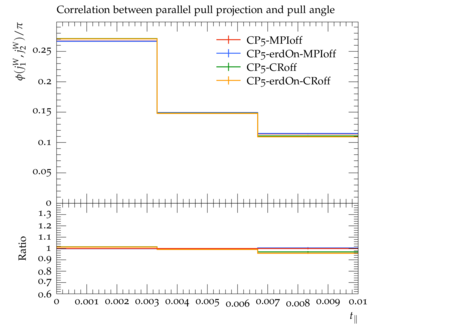 Correlation between parallel pull projection and pull angle
ϕ(j₁ᵂ, j₂ᵂ)/π
CP5-MPIoff
CP5-erdOn-MPIoff
CP5-CRoff
CP5-erdOn-CRoff
0.25
0.2
0.15
0.1
0.05
0
Ratio
1.3
1.2
1.1
1
0.9
0.8
0.7
0.6
0 0.001 0.002 0.003 0.004 0.005 0.006 0.007 0.008 0.009 0.01
t∥